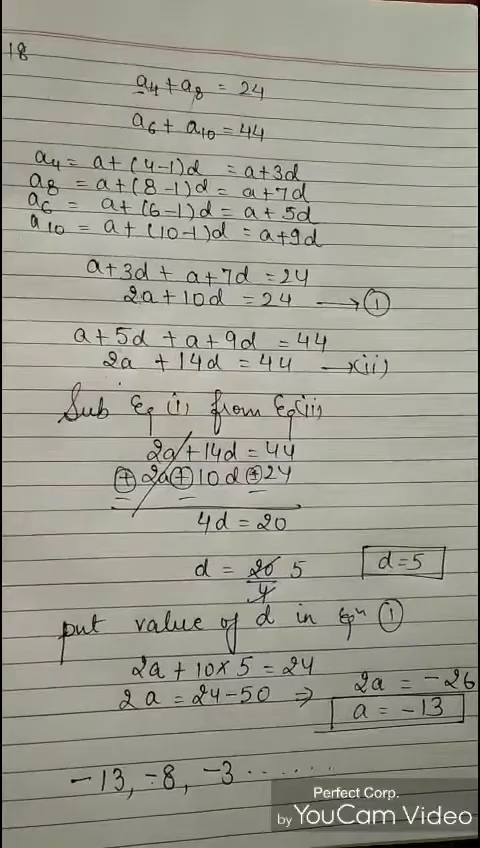 18
a4 + a8 = 24
a6 + a10 = 44
a4 = a + (4-1)d = a+3d
a8 = a + (8-1)d = a+7d
a6 = a + (6-1)d = a + 5d
a10 = a + (10-1)d = a+9d
a+3d + a+7d = 24
2a + 10d = 24 → ①
a + 5d + a + 9d = 44
2a + 14d = 44 → (ii)
Sub Eq (i) from Eq(ii)
2a + 14d = 44
+ 2a + 10d + 24
4d = 20
d = 20/4 5 d=5
put value of d in Eqn ①
2a + 10 × 5 = 24
2a = 24 - 50 ⇒ 2a = -26
a = -13
-13, -8, -3 ......
Perfect Corp.
by YouCam Video